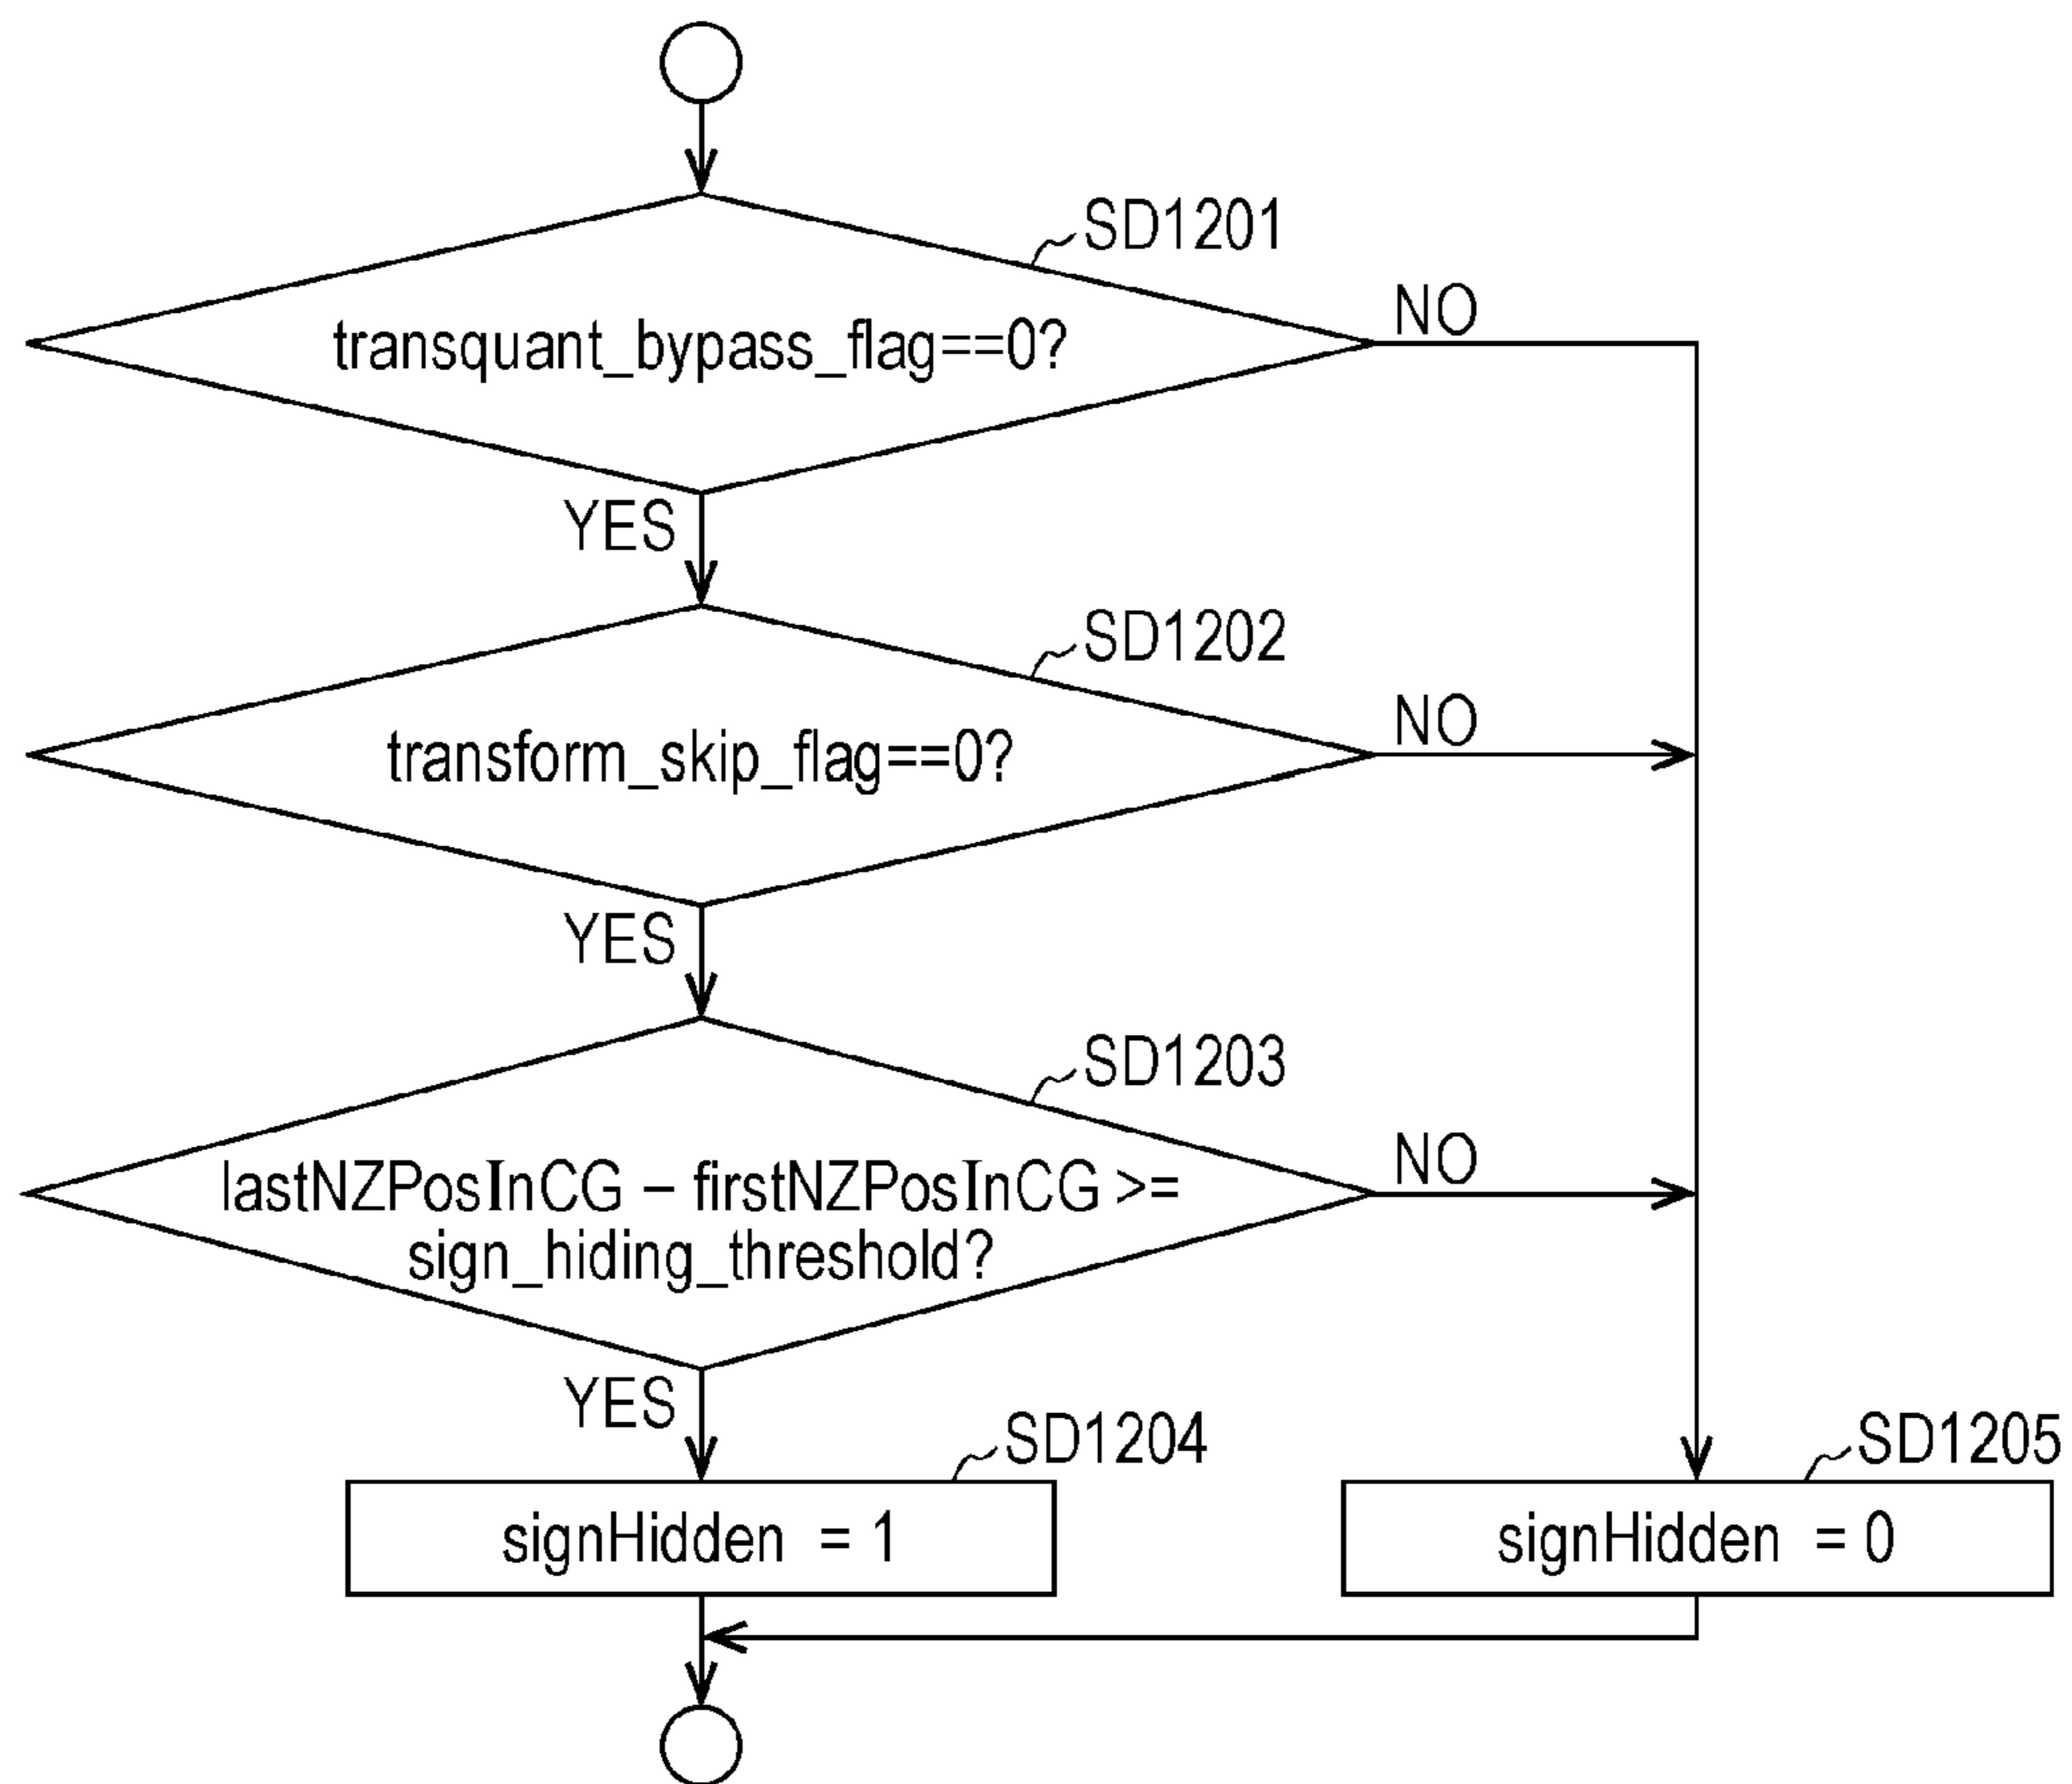 SD1201
transquant_bypass_flag==0?
NO
YES
SD1202
transform_skip_flag==0?
NO
YES
SD1203
lastNZPosInCG – firstNZPosInCG >=
sign_hiding_threshold?
NO
YES
SD1204
signHidden = 1
SD1205
signHidden = 0